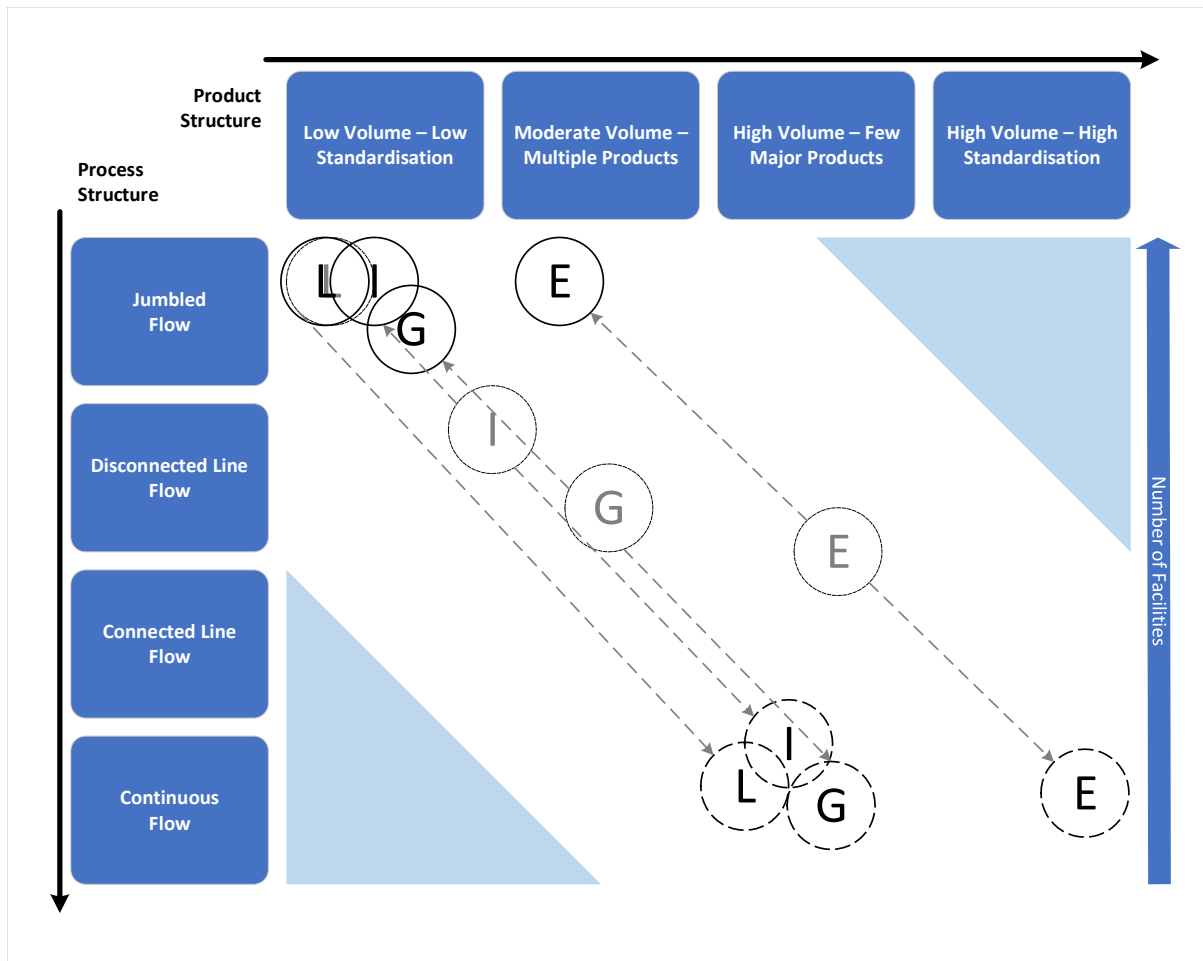 Product
Structure
Low Volume – Low
Standardisation
Moderate Volume –
Multiple Products
High Volume – Few
Major Products
High Volume – High
Standardisation
Process
Structure
Jumbled
Flow
L
L
I
G
E
Disconnected Line
Flow
I
G
E
Connected Line
Flow
Continuous
Flow
I
L
G
E
Number of Facilities